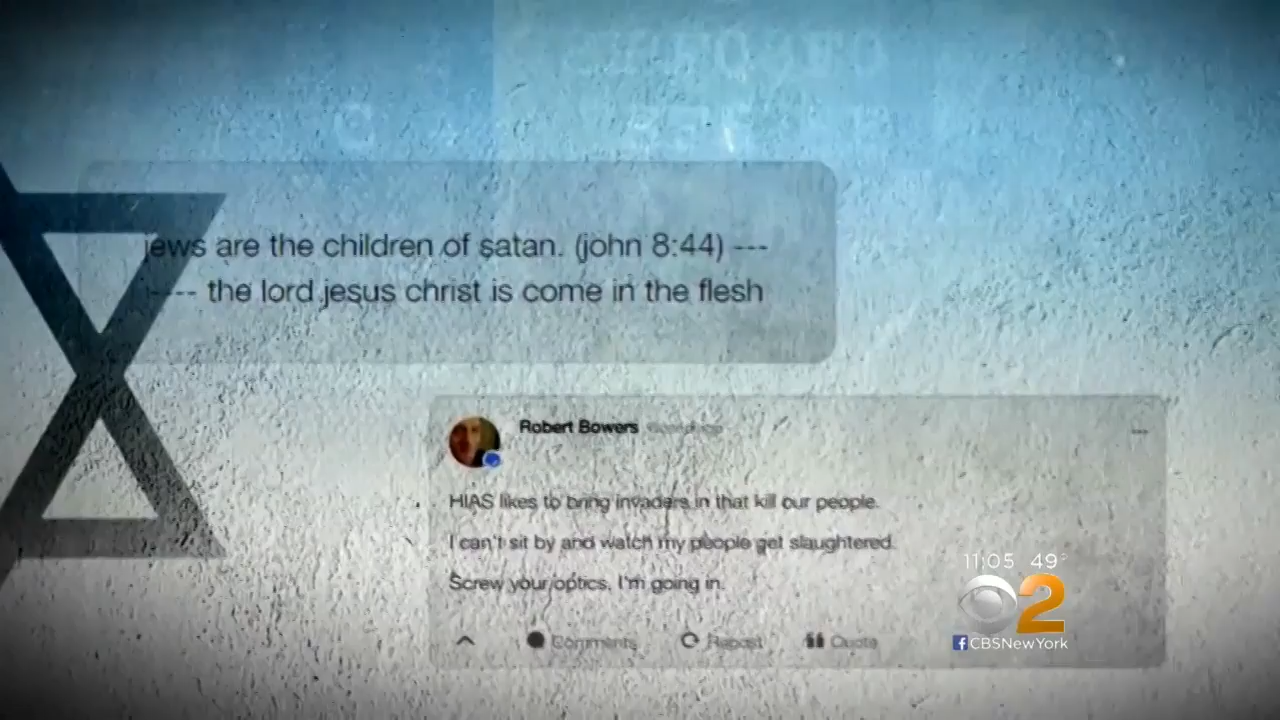 jews are the children of satan. (john 8:44) ---
---- the lord jesus christ is come in the flesh
Robert Bowers
HIAS likes to bring invaders in that kill our people.
I can't sit by and watch my people get slaughtered.
Screw your optics, I'm going in.
Comments Repost Quote
11:05 49°
2
CBSNewYork